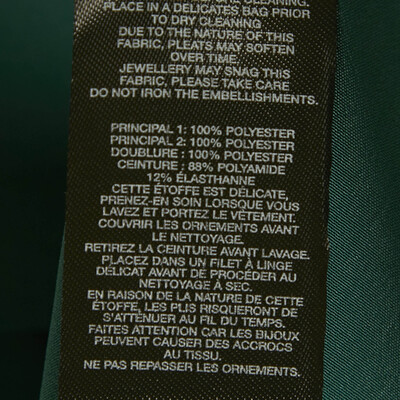 PLACE IN A DELICATES BAG PRIOR
TO DRY CLEANING
DUE TO THE NATURE OF THIS
FABRIC, PLEATS MAY SOFTEN
OVER TIME.
JEWELLERY MAY SNAG THIS
FABRIC, PLEASE TAKE CARE
DO NOT IRON THE EMBELLISHMENTS.
PRINCIPAL 1: 100% POLYESTER
PRINCIPAL 2: 100% POLYESTER
DOUBLURE : 100% POLYESTER
CEINTURE : 88% POLYAMIDE
12% ÉLASTHANNE
CETTE ÉTOFFE EST DÉLICATE,
PRENEZ-EN SOIN LORSQUE VOUS
LAVEZ ET PORTEZ LE VÊTEMENT.
COUVRIR LES ORNEMENTS AVANT
LE NETTOYAGE.
RETIREZ LA CEINTURE AVANT LAVAGE.
PLACEZ DANS UN FILET À LINGE
DÉLICAT AVANT DE PROCÉDER AU
NETTOYAGE À SEC.
EN RAISON DE LA NATURE DE CETTE
ÉTOFFE, LES PLIS RISQUERONT DE
S'ATTÉNUER AU FIL DU TEMPS.
FAITES ATTENTION CAR LES BIJOUX
PEUVENT CAUSER DES ACCROCS
AU TISSU.
NE PAS REPASSER LES ORNEMENTS.